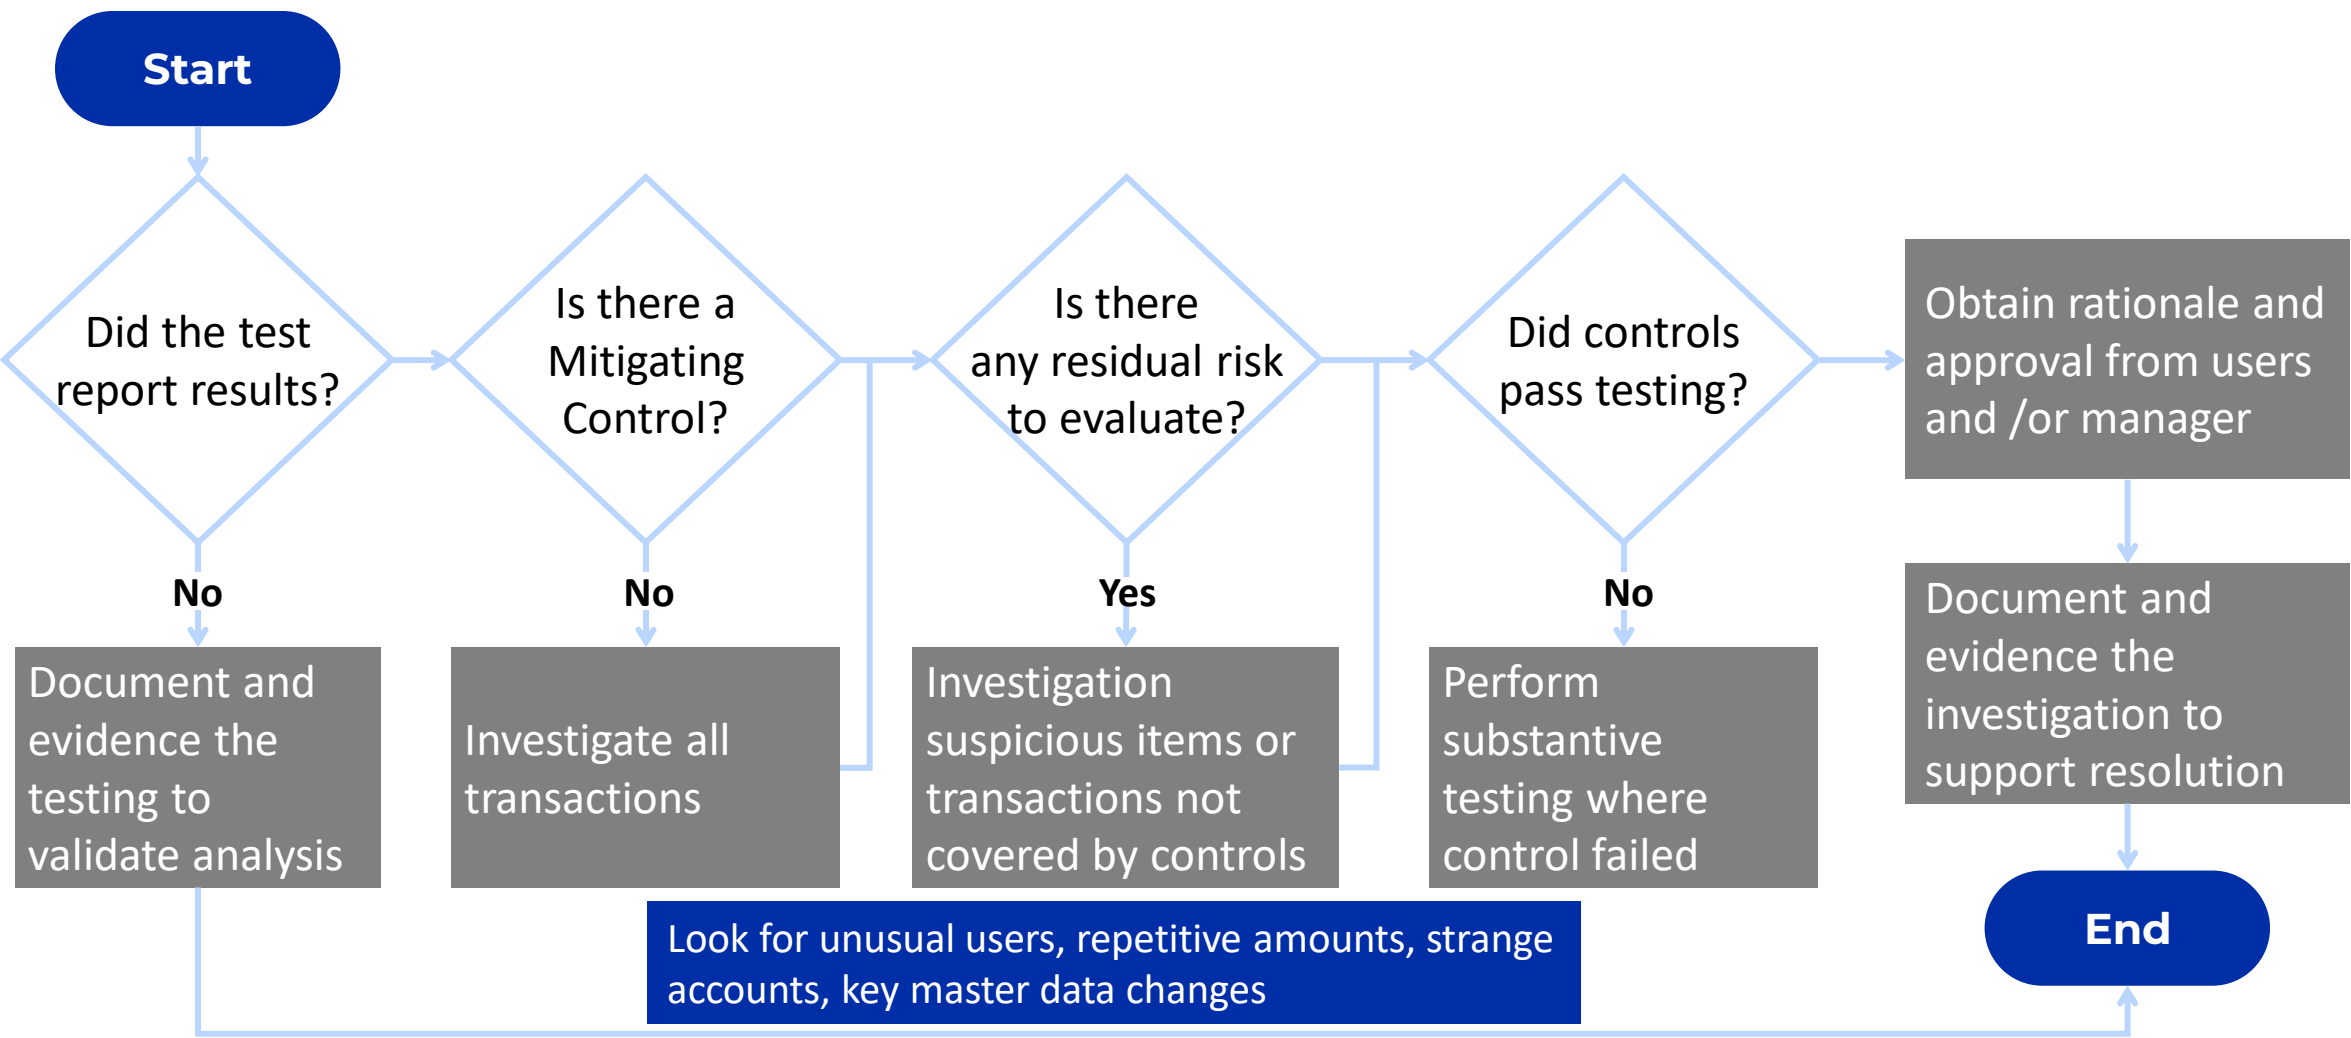 Start
Did the test
report results?
Is there a
Mitigating
Control?
Is there
any residual risk
to evaluate?
Did controls
pass testing?
Obtain rationale and
approval from users
and /or manager
No
No
Yes
No
Document and
evidence the
testing to
validate analysis
Investigate all
transactions
Investigation
suspicious items or
transactions not
covered by controls
Perform
substantive
testing where
control failed
Document and
evidence the
investigation to
support resolution
Look for unusual users, repetitive amounts, strange
accounts, key master data changes
End